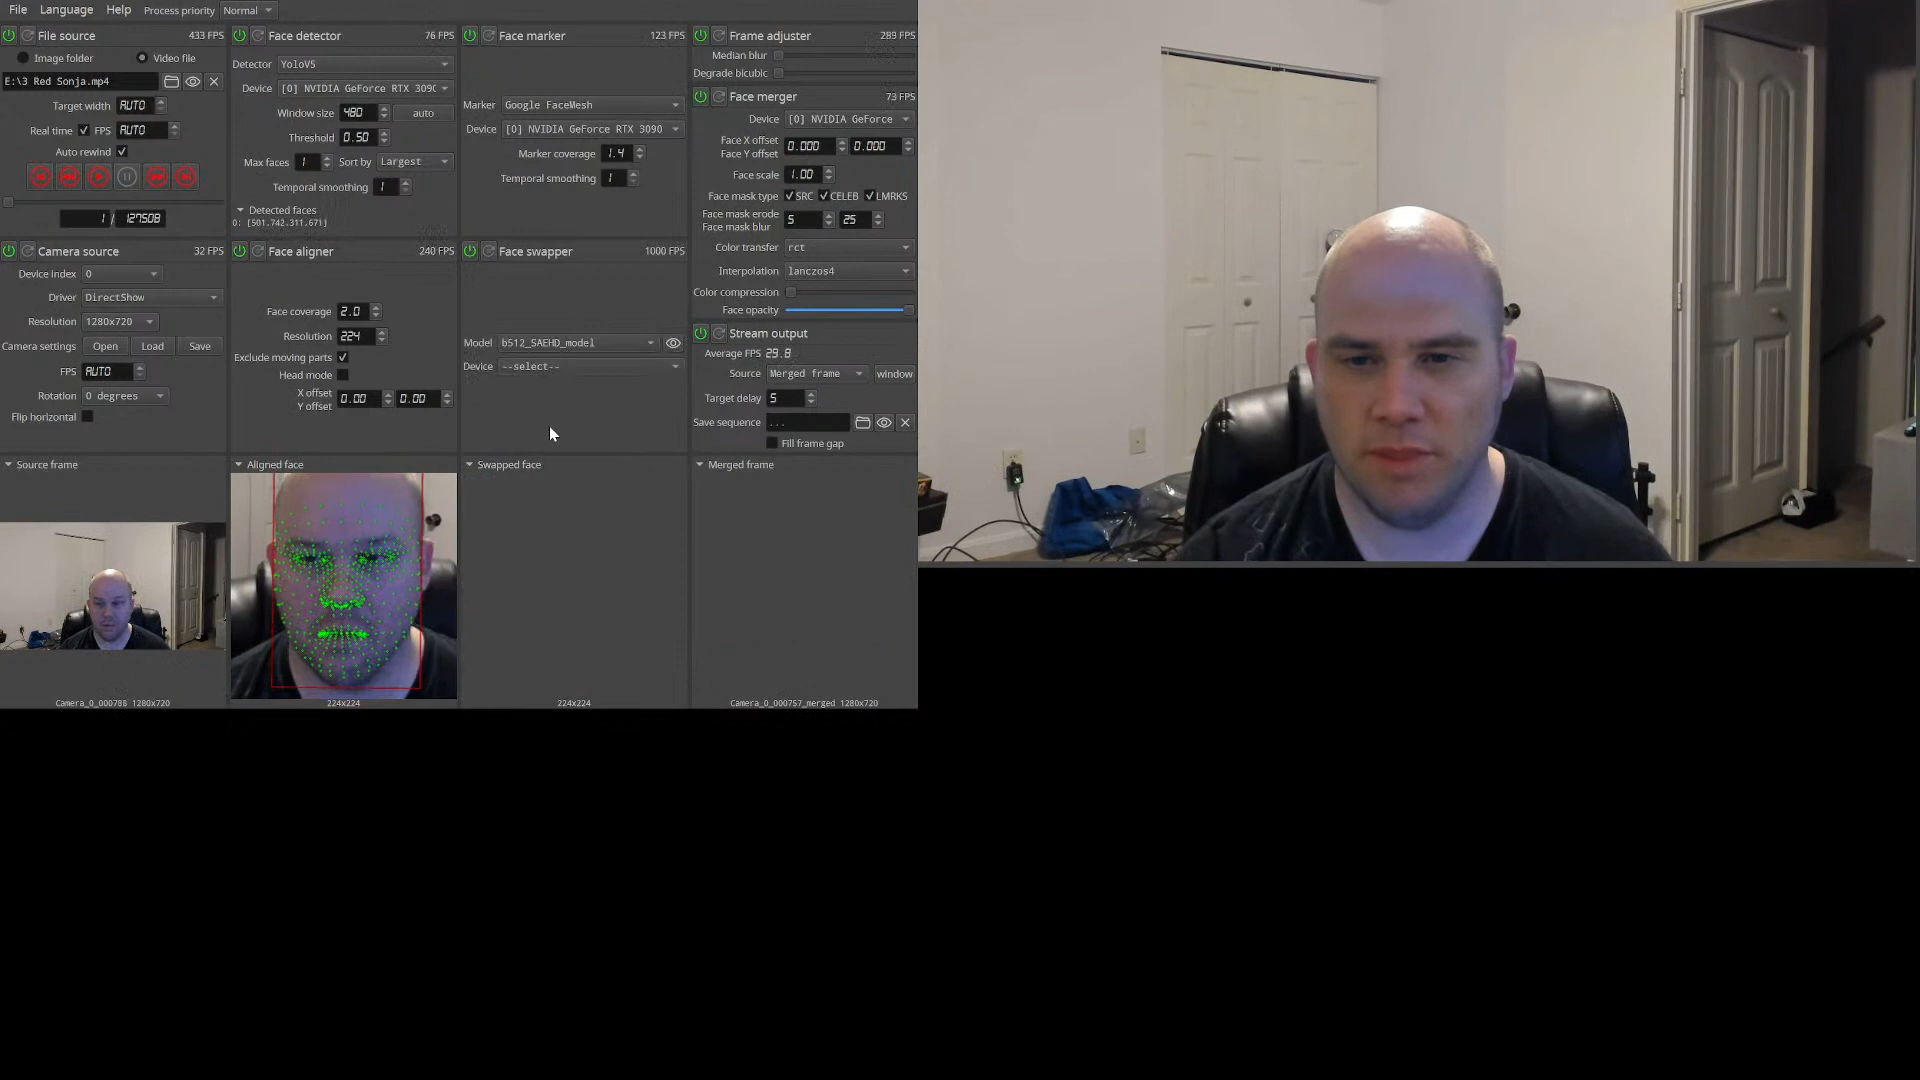 File Language Help Process priority Normal
File source 433 FPS
Image folder Video file
E:\3 Red Sonja.mp4
Target width AUTO
Real time FPS AUTO
Auto rewind
1 / 127508
Face detector 76 FPS
Detector YoloV5
Device [0] NVIDIA GeForce RTX 3090
Window size 480 auto
Threshold 0.50
Max faces 1 Sort by Largest
Temporal smoothing 1
Detected faces
0: [501,742,311,671]
Face marker 123 FPS
Marker Google FaceMesh
Device [0] NVIDIA GeForce RTX 3090
Marker coverage 1.4
Temporal smoothing 1
Frame adjuster 289 FPS
Median blur
Degrade bicubic
Face merger 73 FPS
Device [0] NVIDIA GeForce
Face X offset
Face Y offset 0.000 0.000
Face scale 1.00
Face mask type SRC CELEB LMRKS
Face mask erode
Face mask blur 5 25
Color transfer rct
Interpolation lanczos4
Color compression
Face opacity
Camera source 32 FPS
Device index 0
Driver DirectShow
Resolution 1280x720
Camera settings Open Load Save
FPS AUTO
Rotation 0 degrees
Flip horizontal
Face aligner 240 FPS
Face coverage 2.0
Resolution 224
Exclude moving parts
Head mode
X offset
Y offset 0.00 0.00
Face swapper 1000 FPS
Model b512_SAEHD_model
Device --select--
Stream output
Average FPS 29.8
Source Merged frame window
Target delay 5
Save sequence ...
Fill frame gap
Source frame
Camera_0_000788 1280x720
Aligned face
224x224
Swapped face
224x224
Merged frame
Camera_0_000757_merged 1280x720